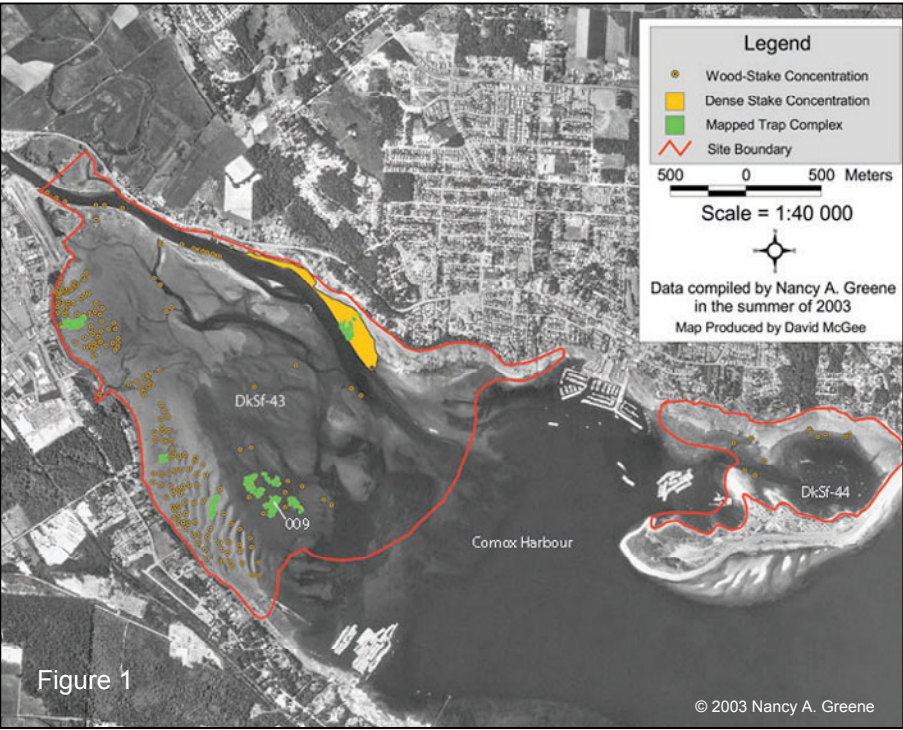 Legend
Wood-Stake Concentration
Dense Stake Concentration
Mapped Trap Complex
Site Boundary
500 0 500 Meters
Scale = 1:40 000
Data compiled by Nancy A. Greene
in the summer of 2003
Map Produced by David McGee
DkSf-43
DkSf-44
009
Comox Harbour
Figure 1
© 2003 Nancy A. Greene